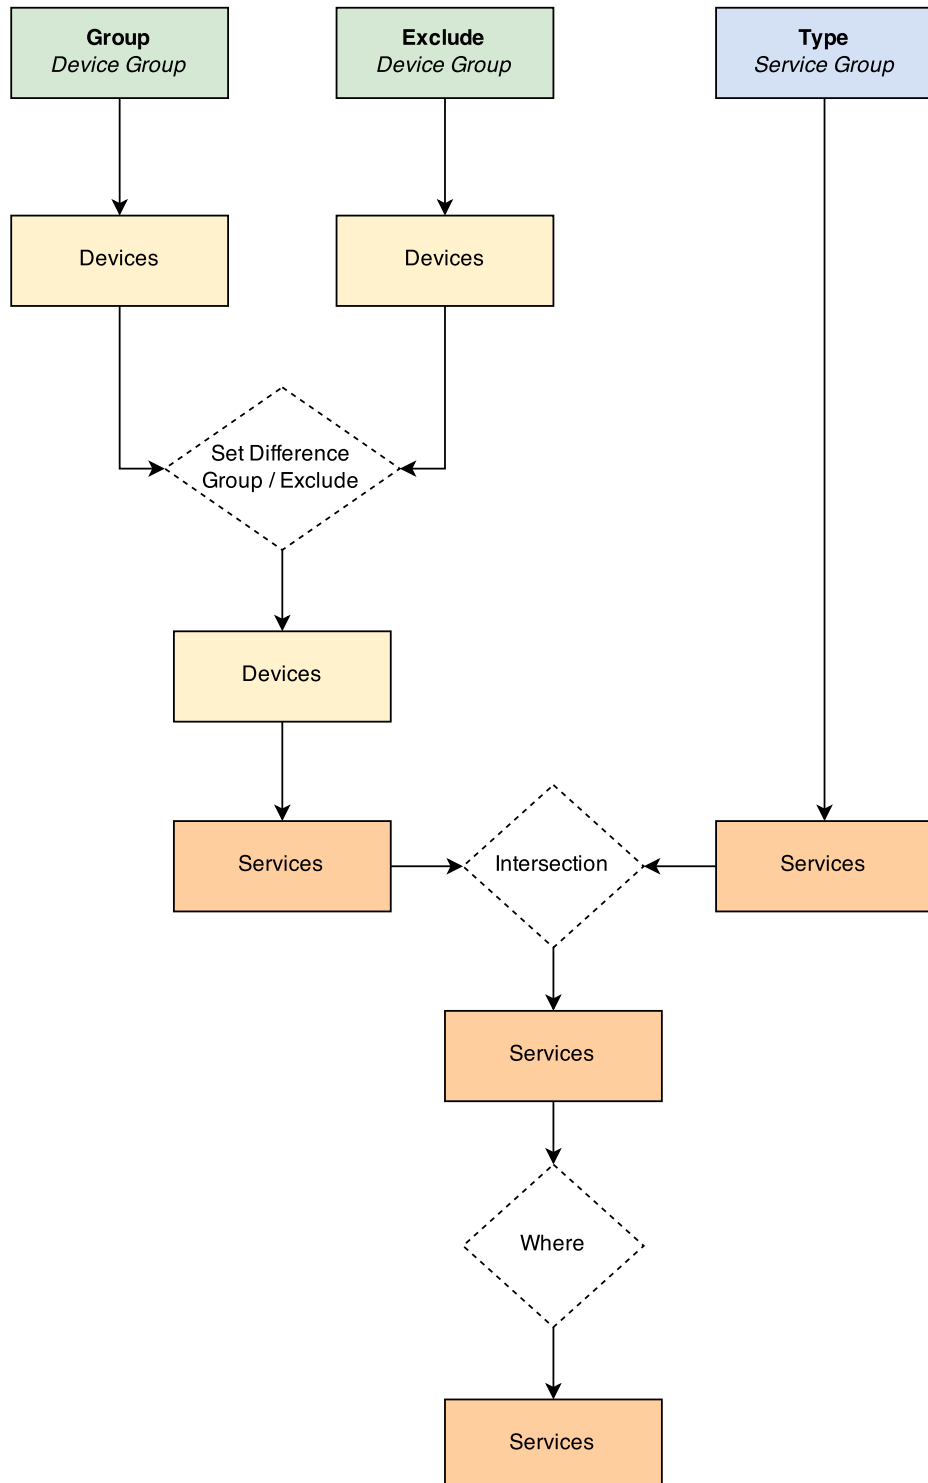 Group
Device Group
Exclude
Device Group
Type
Service Group
Devices
Devices
Set Difference
Group / Exclude
Devices
Services
Intersection
Services
Services
Where
Services